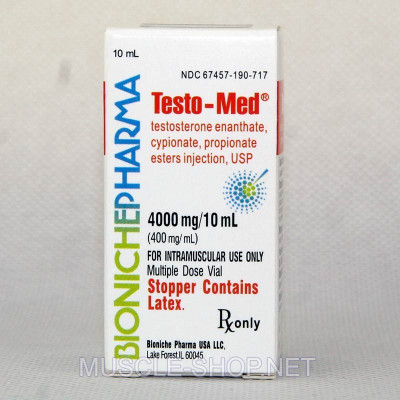 10 mL
NDC 67457-190-717
BIONICHEPHARMA
Testo-Med®
testosterone enanthate,
cypionate, propionate
esters injection, USP
4000 mg/10 mL
(400 mg/mL)
FOR INTRAMUSCULAR USE ONLY
Multiple Dose Vial
Stopper Contains
Latex.
Rx only
Bioniche Pharma USA LLC,
Lake Forest,IL 60045
MUSCLE-SHOP.NET